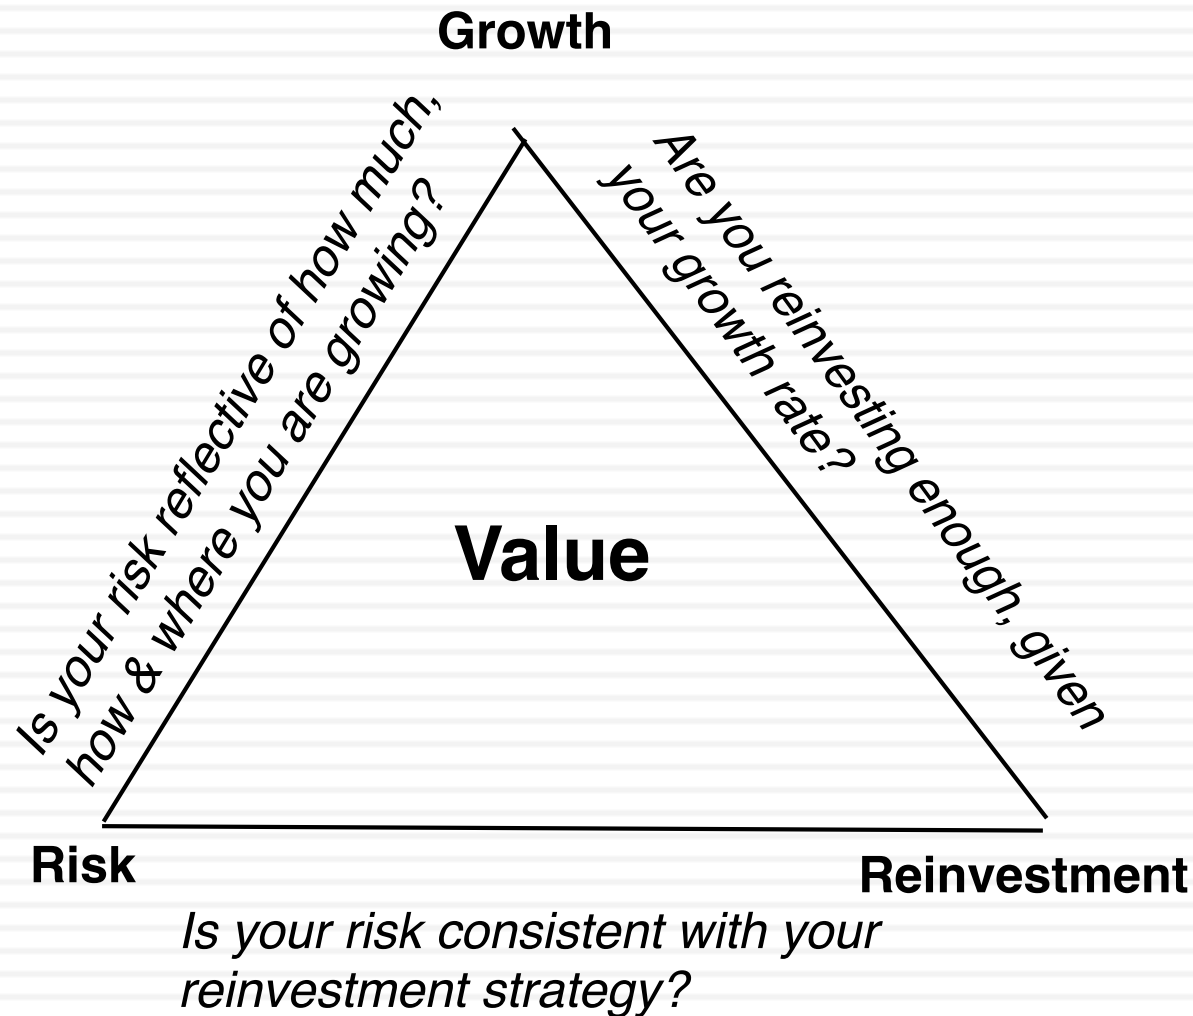 Growth
Is your risk reflective of how much,
how & where you are growing?
Are you reinvesting enough, given
your growth rate?
Value
Risk
Reinvestment
Is your risk consistent with your
reinvestment strategy?